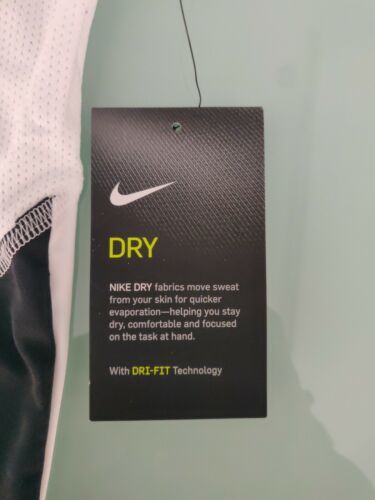 DRY
NIKE DRY fabrics move sweat
from your skin for quicker
evaporation—helping you stay
dry, comfortable and focused
on the task at hand.
With DRI-FIT Technology